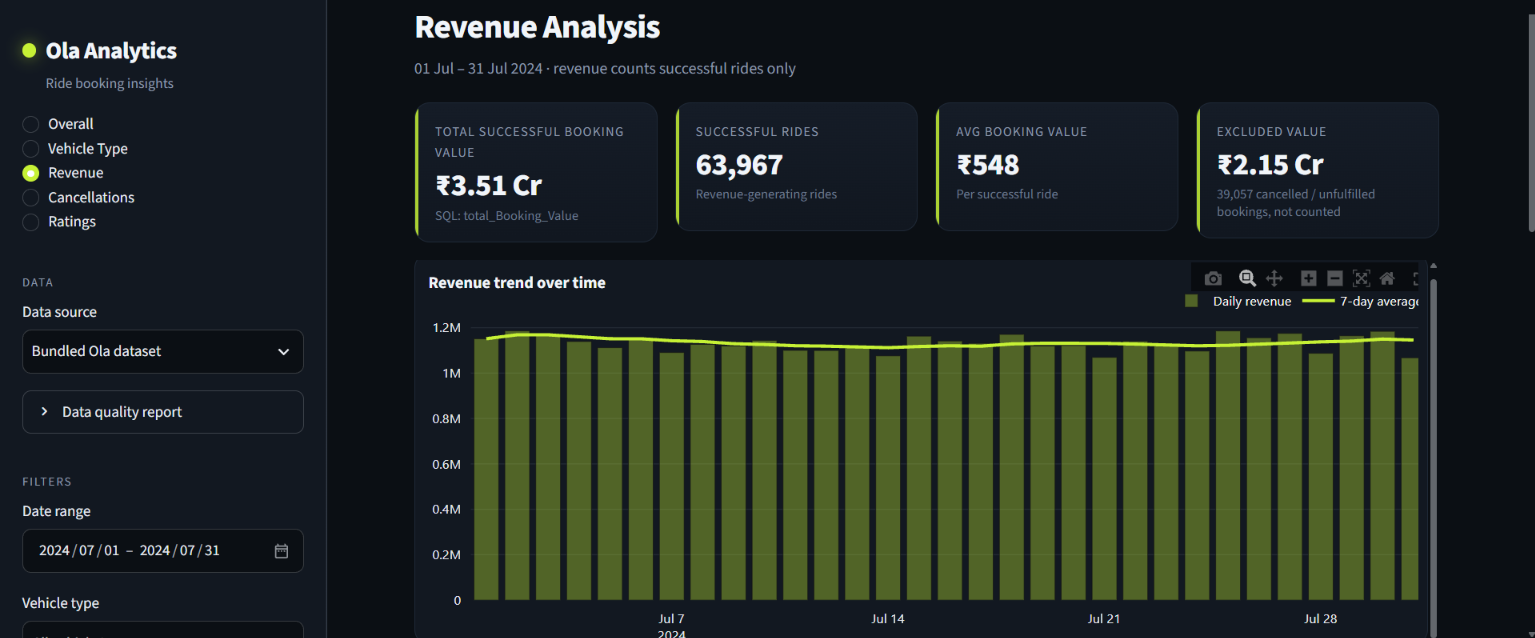 Ola Analytics
Ride booking insights
Overall
Vehicle Type
Revenue
Cancellations
Ratings
DATA
Data source
Bundled Ola dataset
Data quality report
FILTERS
Date range
2024/07/01 – 2024/07/31
Vehicle type
Revenue Analysis
01 Jul – 31 Jul 2024 · revenue counts successful rides only
TOTAL SUCCESSFUL BOOKING
VALUE
₹3.51 Cr
SQL: total_Booking_Value
SUCCESSFUL RIDES
63,967
Revenue-generating rides
AVG BOOKING VALUE
₹548
Per successful ride
EXCLUDED VALUE
₹2.15 Cr
39,057 cancelled / unfulfilled
bookings, not counted
Revenue trend over time
Daily revenue
7-day average
1.2M
1M
0.8M
0.6M
0.4M
0.2M
0
Jul 7
2024
Jul 14
Jul 21
Jul 28